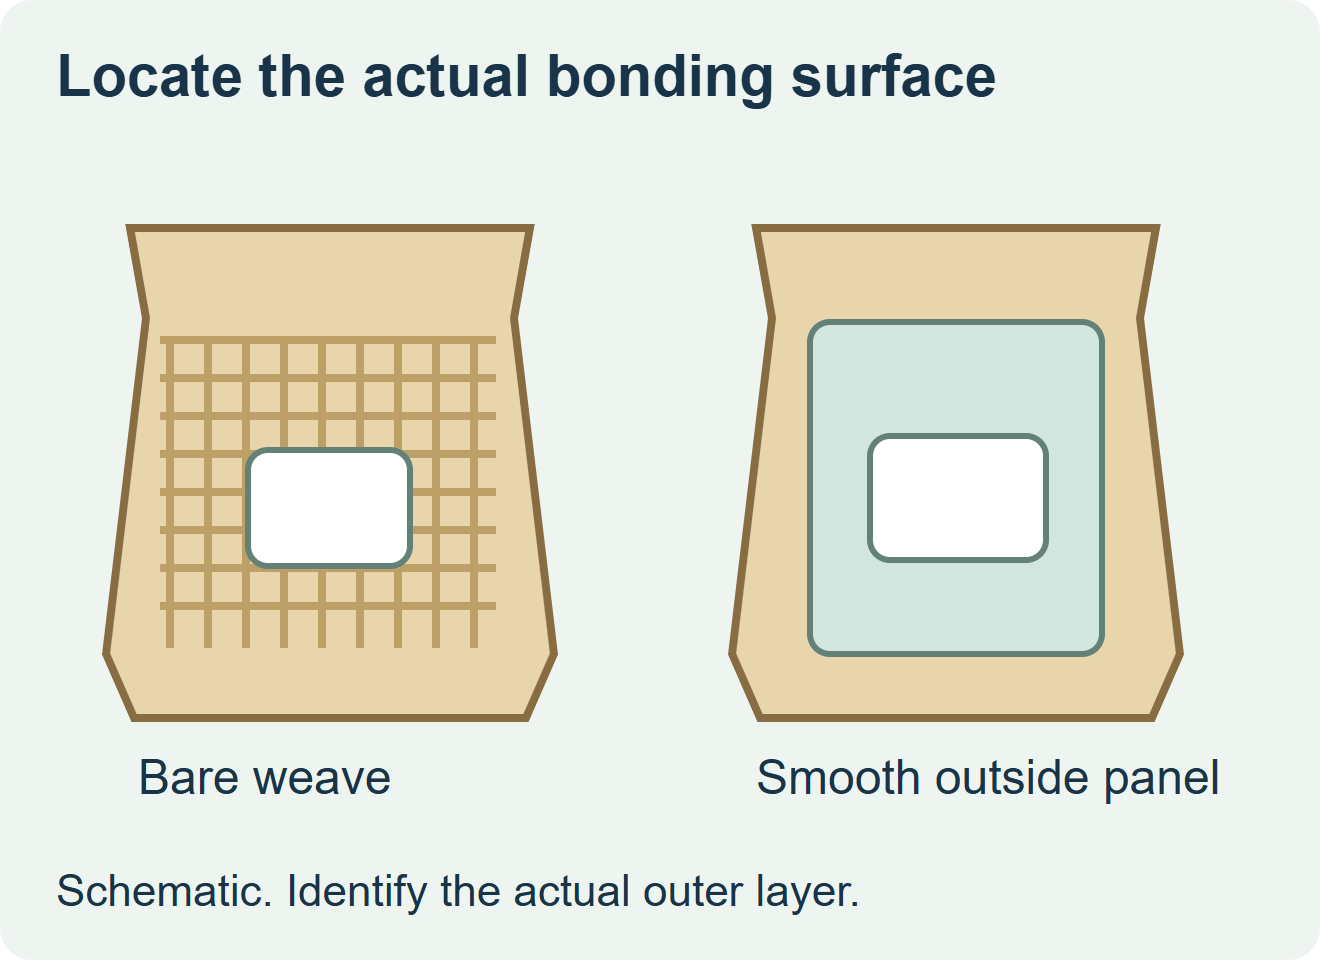 Locate the actual bonding surface
Bare weave
Smooth outside panel
Schematic. Identify the actual outer layer.